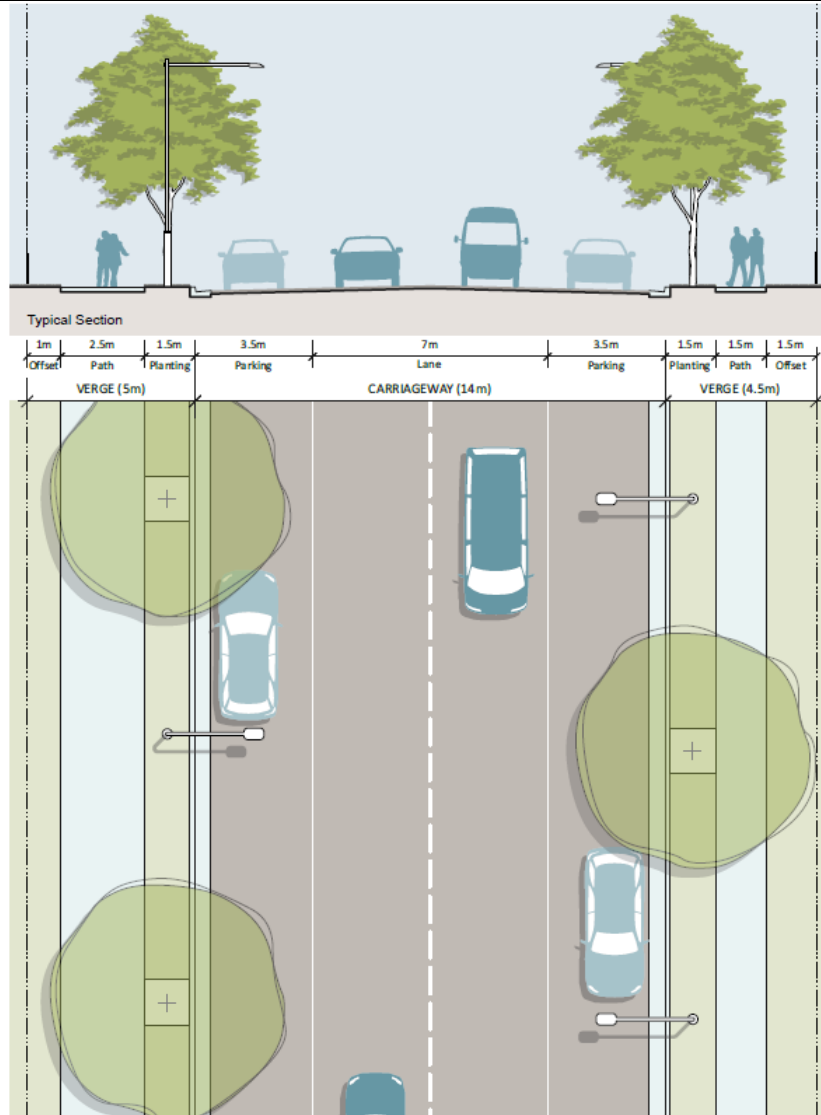 Typical Section
1m 2.5m 1.5m 3.5m 7m 3.5m 1.5m 1.5m 1.5m
Offset Path Planting Parking Lane Parking Planting Path Offset
VERGE (5m) CARRIAGEWAY (14m) VERGE (4.5m)